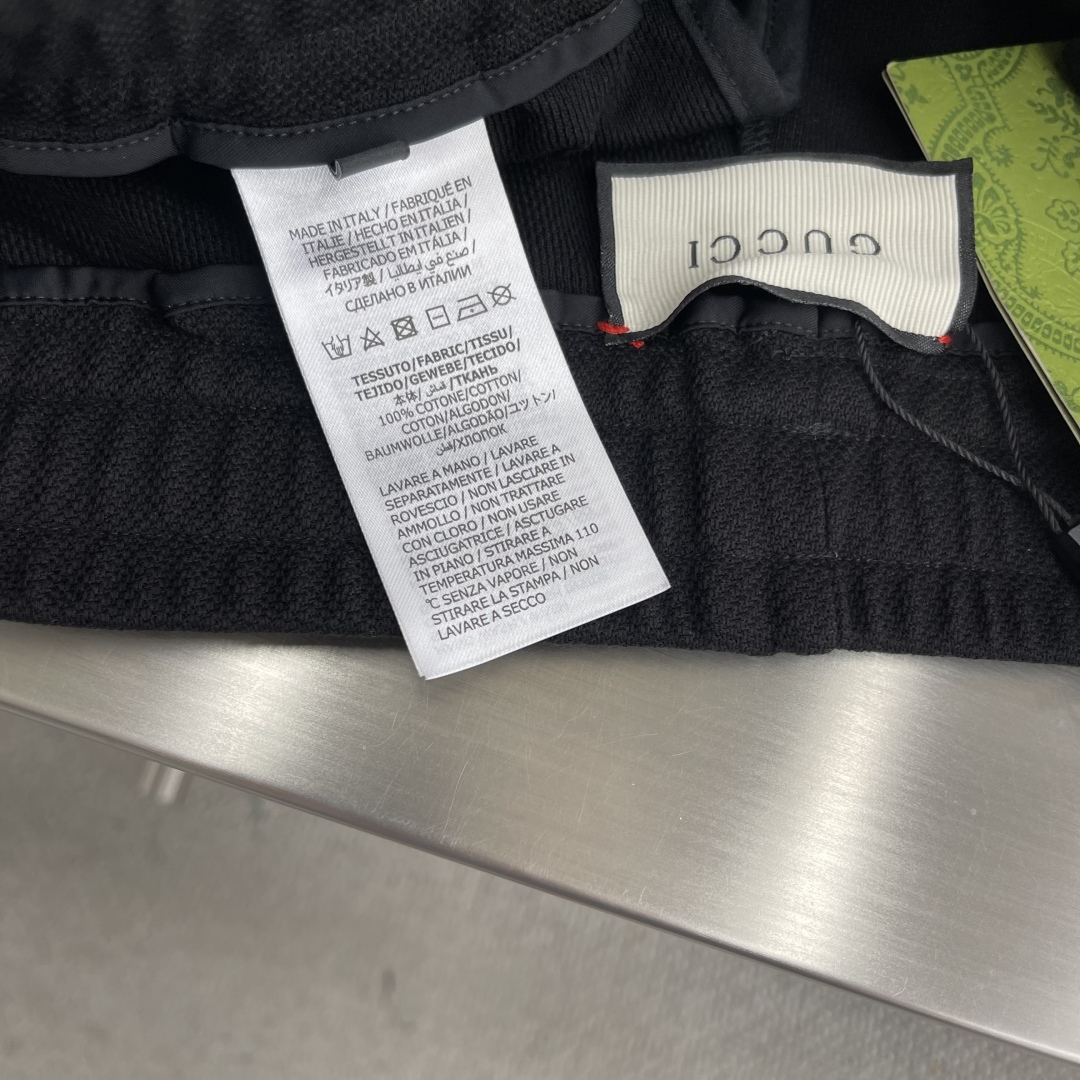 MADE IN ITALY / FABRIQUÉ EN
ITALIE / HECHO EN ITALIA /
HERGESTELLT IN ITALIEN /
FABRICADO EM ITÁLIA /
イタリア製 / صنع في ايطاليا /
СДЕЛАНО В ИТАЛИИ
TESSUTO/FABRIC/TISSU/
TEJIDO/GEWEBE/TECIDO/
本体/ قماش /ТКАНЬ
100% COTONE/COTTON/
COTON/ALGODON/
BAUMWOLLE/ALGODÃO/コットン/
قطن/ХЛОПОК
LAVARE A MANO / LAVARE
SEPARATAMENTE / LAVARE A
ROVESCIO / NON LASCIARE IN
AMMOLLO / NON TRATTARE
CON CLORO / NON USARE
ASCIUGATRICE / ASCTUGARE
IN PIANO / STIRARE A
TEMPERATURA MASSIMA 110
℃ SENZA VAPORE / NON
STIRARE LA STAMPA / NON
LAVARE A SECCO
GUCCI